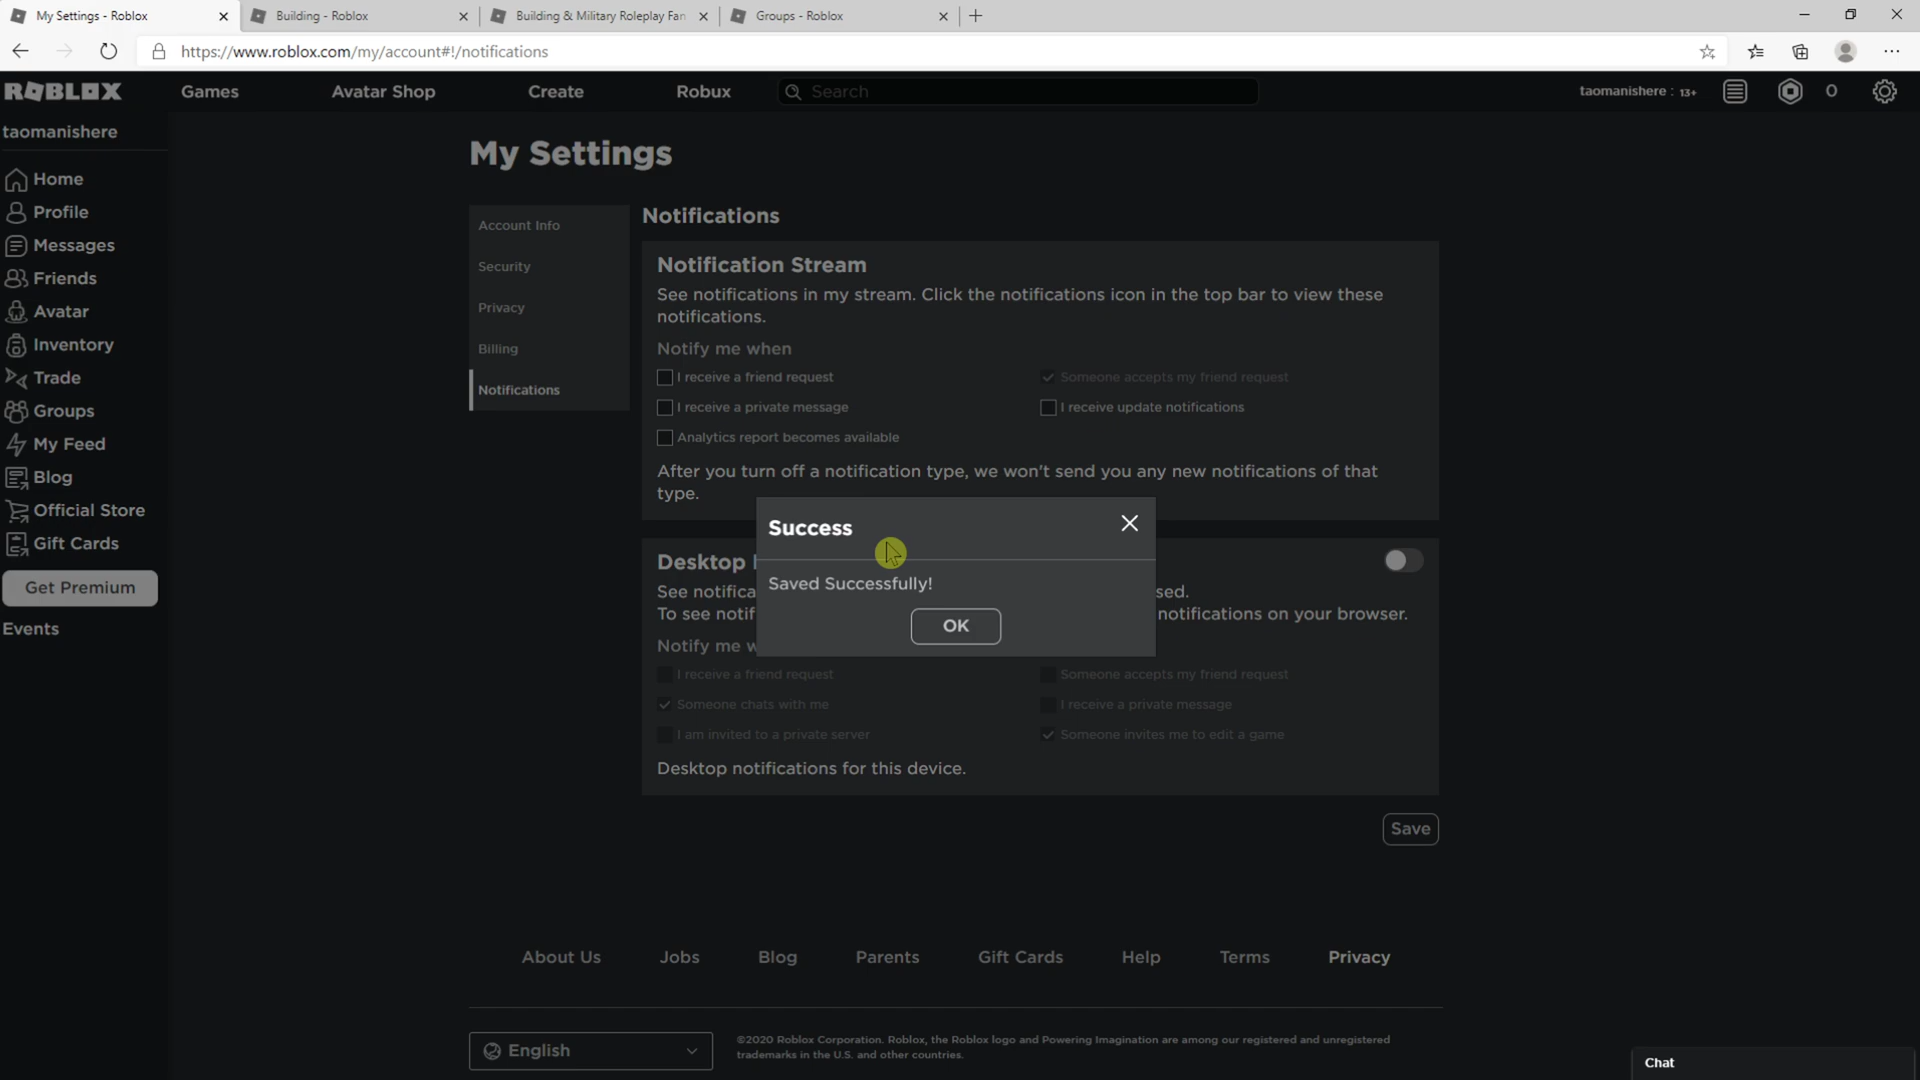 My Settings - Roblox
Building - Roblox
Building & Military Roleplay Fan
Groups - Roblox
https://www.roblox.com/my/account#!/notifications
ROBLOX
Games
Avatar Shop
Create
Robux
Search
taomanishere : 13+
0
taomanishere
Home
Profile
Messages
Friends
Avatar
Inventory
Trade
Groups
My Feed
Blog
Official Store
Gift Cards
Get Premium
Events
My Settings
Account Info
Security
Privacy
Billing
Notifications
Notifications
Notification Stream
See notifications in my stream. Click the notifications icon in the top bar to view these
notifications.
Notify me when
I receive a friend request
Someone accepts my friend request
I receive a private message
I receive update notifications
Analytics report becomes available
After you turn off a notification type, we won't send you any new notifications of that
type.
Success
Saved Successfully!
OK
Desktop
See notifica
sed.
To see notif
notifications on your browser.
Notify me w
I receive a friend request
Someone accepts my friend request
Someone chats with me
I receive a private message
I am invited to a private server
Someone invites me to edit a game
Desktop notifications for this device.
Save
About Us
Jobs
Blog
Parents
Gift Cards
Help
Terms
Privacy
English
©2020 Roblox Corporation. Roblox, the Roblox logo and Powering Imagination are among our registered and unregistered
trademarks in the U.S. and other countries.
Chat